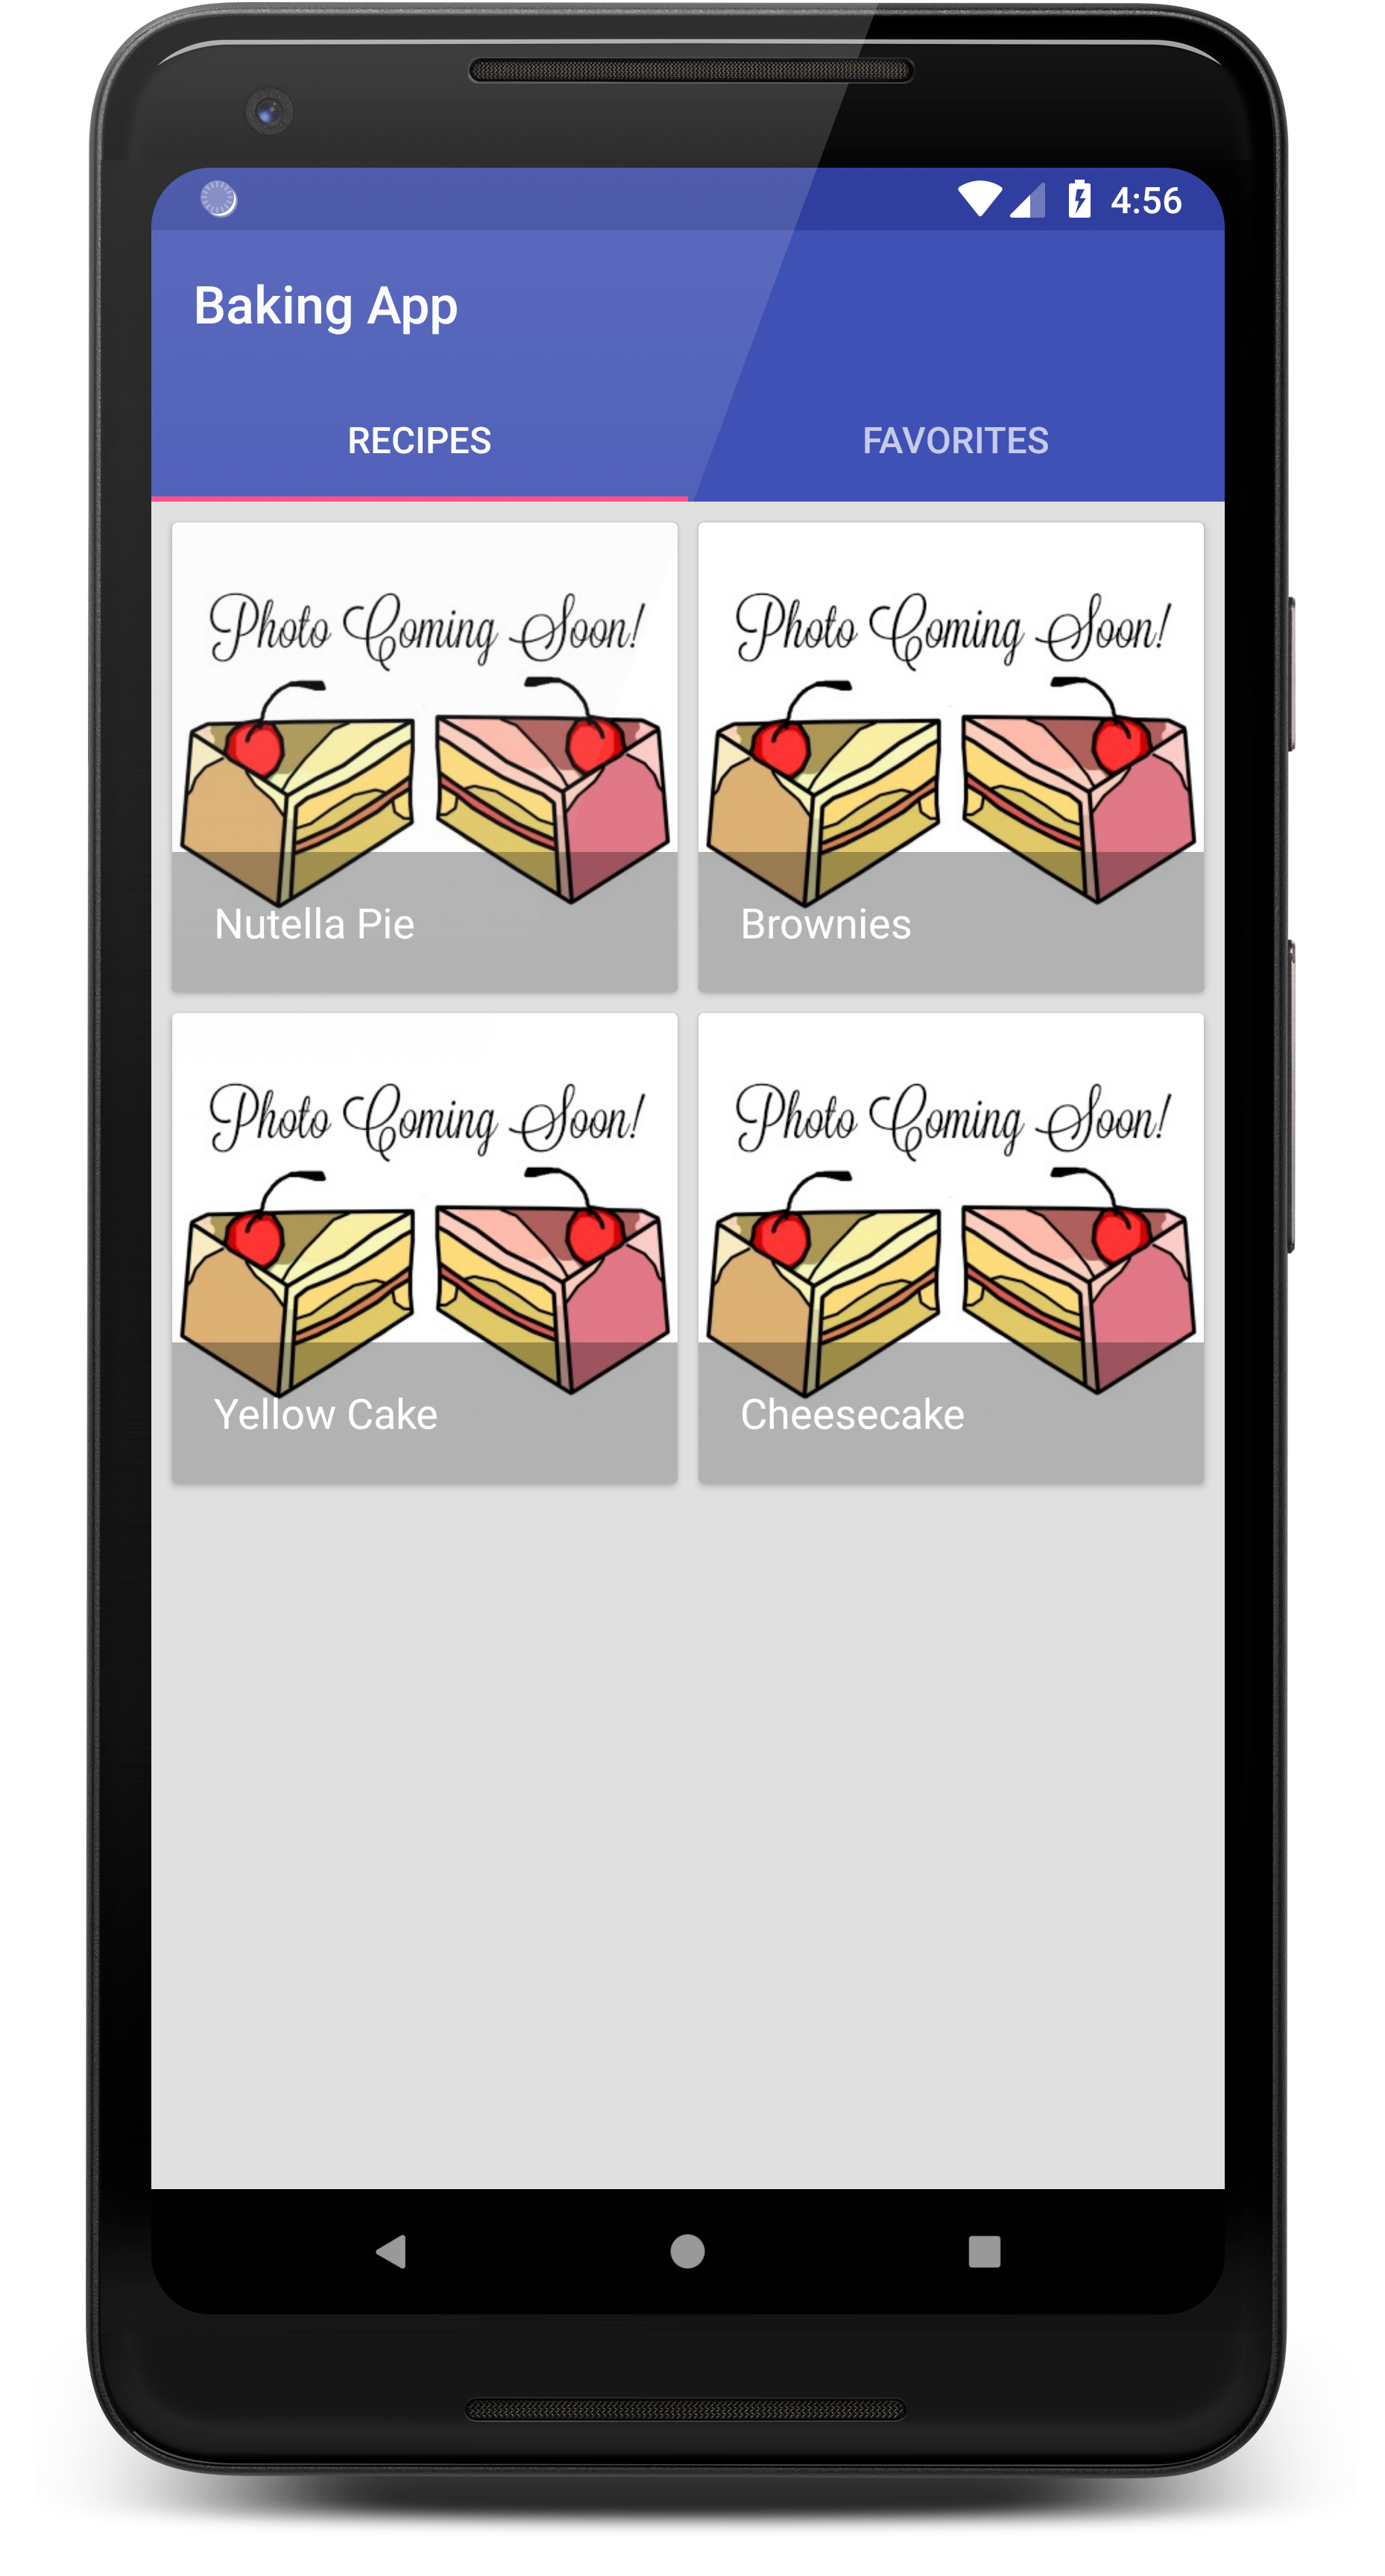 4:56
Baking App
RECIPES
FAVORITES
Photo Coming Soon!
Nutella Pie
Photo Coming Soon!
Brownies
Photo Coming Soon!
Yellow Cake
Photo Coming Soon!
Cheesecake